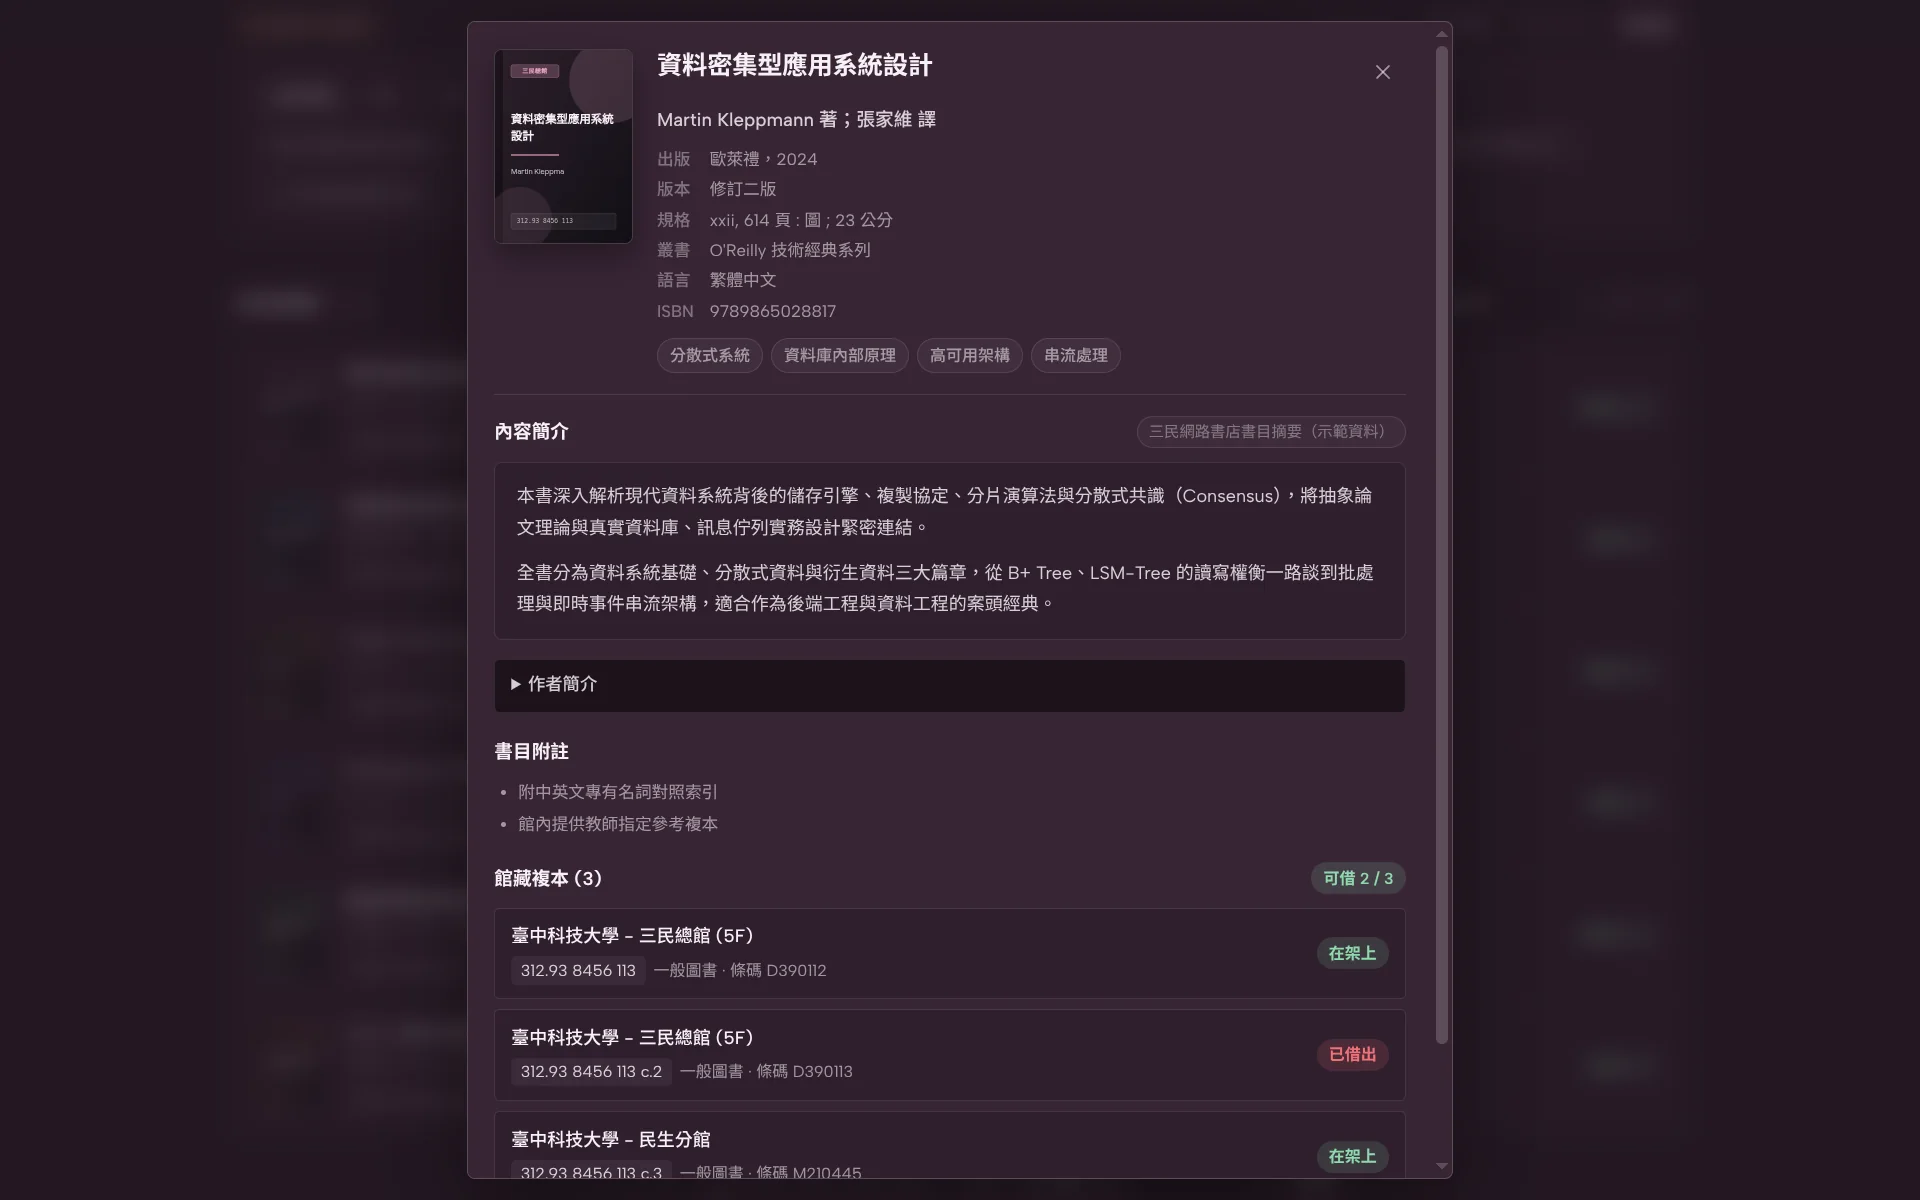 三民總館
資料密集型應用系統
設計
Martin Kleppma
312.93 8456 113
資料密集型應用系統設計
Martin Kleppmann 著；張家維 譯
出版 歐萊禮，2024
版本 修訂二版
規格 xxii, 614 頁 : 圖 ; 23 公分
叢書 O'Reilly 技術經典系列
語言 繁體中文
ISBN 9789865028817
分散式系統 資料庫內部原理 高可用架構 串流處理
內容簡介 三民網路書店書目摘要（示範資料）
本書深入解析現代資料系統背後的儲存引擎、複製協定、分片演算法與分散式共識（Consensus），將抽象論
文理論與真實資料庫、訊息佇列實務設計緊密連結。
全書分為資料系統基礎、分散式資料與衍生資料三大篇章，從 B+ Tree、LSM-Tree 的讀寫權衡一路談到批處
理與即時事件串流架構，適合作為後端工程與資料工程的案頭經典。
▶ 作者簡介
書目附註
• 附中英文專有名詞對照索引
• 館內提供教師指定參考複本
館藏複本 (3) 可借 2 / 3
臺中科技大學 - 三民總館 (5F)
312.93 8456 113 一般圖書 · 條碼 D390112 在架上
臺中科技大學 - 三民總館 (5F)
312.93 8456 113 c.2 一般圖書 · 條碼 D390113 已借出
臺中科技大學 - 民生分館
312.93 8456 113 c.3 一般圖書 · 條碼 M210445 在架上